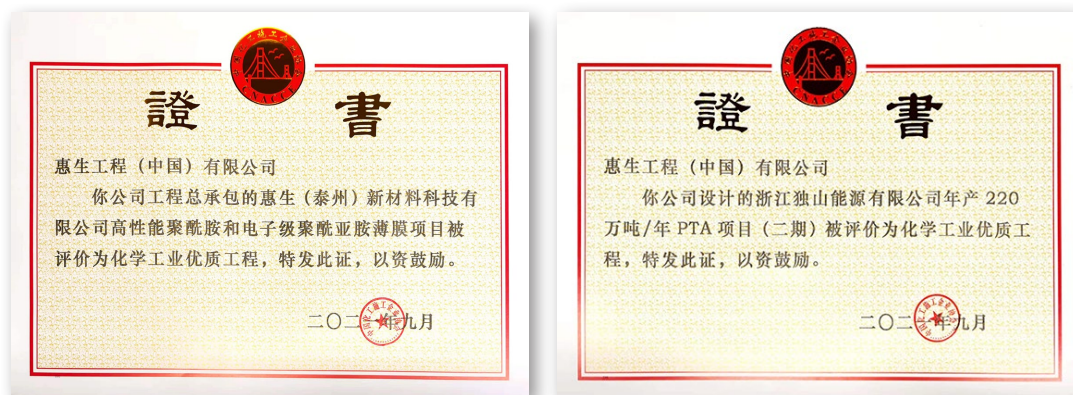 證 書
惠生工程（中国）有限公司
你公司工程总承包的惠生（泰州）新材料科技有
限公司高性能聚酰胺和电子级聚酰亚胺薄膜项目被
评价为化学工业优质工程，特发此证，以资鼓励。
二〇二一年九月
證 書
惠生工程（中国）有限公司
你公司设计的浙江独山能源有限公司年产 220
万吨/年 PTA 项目（二期）被评价为化学工业优质工
程，特发此证，以资鼓励。
二〇二一年九月